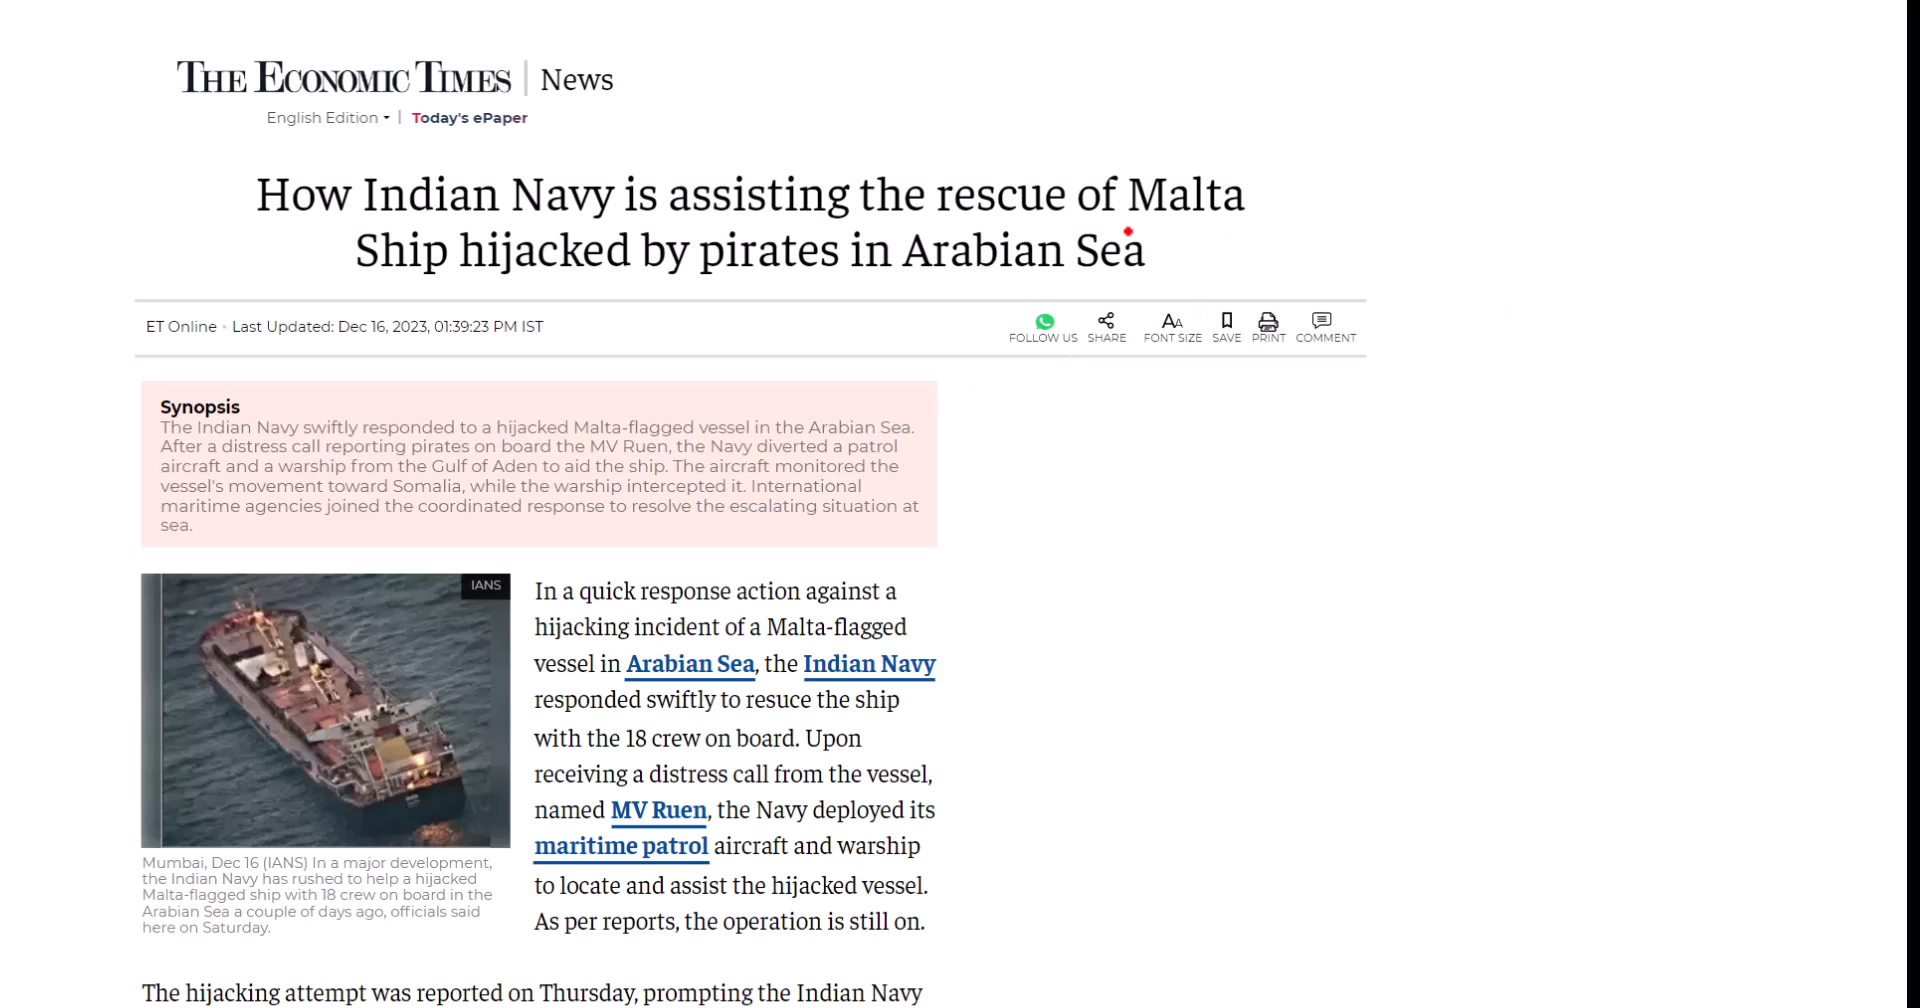 THE ECONOMIC TIMES | News
English Edition | Today's ePaper
How Indian Navy is assisting the rescue of Malta
Ship hijacked by pirates in Arabian Sea
ET Online • Last Updated: Dec 16, 2023, 01:39:23 PM IST
FOLLOW US SHARE FONT SIZE SAVE PRINT COMMENT
Synopsis
The Indian Navy swiftly responded to a hijacked Malta-flagged vessel in the Arabian Sea.
After a distress call reporting pirates on board the MV Ruen, the Navy diverted a patrol
aircraft and a warship from the Gulf of Aden to aid the ship. The aircraft monitored the
vessel's movement toward Somalia, while the warship intercepted it. International
maritime agencies joined the coordinated response to resolve the escalating situation at
sea.
IANS
Mumbai, Dec 16 (IANS) In a major development,
the Indian Navy has rushed to help a hijacked
Malta-flagged ship with 18 crew on board in the
Arabian Sea a couple of days ago, officials said
here on Saturday.
In a quick response action against a
hijacking incident of a Malta-flagged
vessel in Arabian Sea, the Indian Navy
responded swiftly to resuce the ship
with the 18 crew on board. Upon
receiving a distress call from the vessel,
named MV Ruen, the Navy deployed its
maritime patrol aircraft and warship
to locate and assist the hijacked vessel.
As per reports, the operation is still on.
The hijacking attempt was reported on Thursday, prompting the Indian Navy